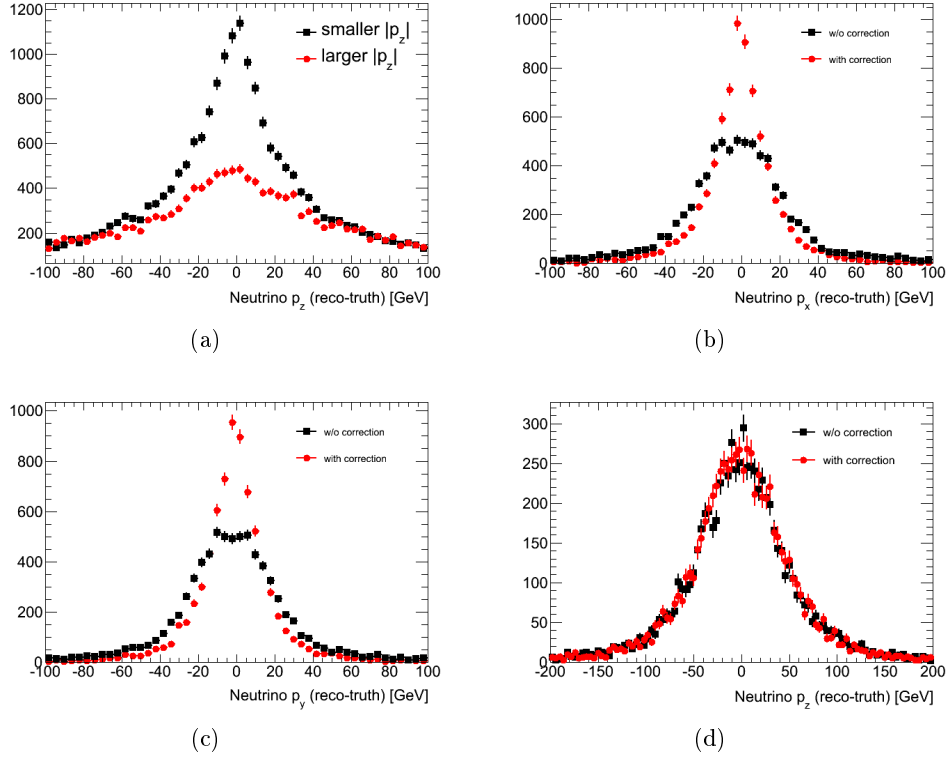 1200
1000
800
600
400
200
smaller |p_z|
larger |p_z|
-100 -80 -60 -40 -20 0 20 40 60 80 100
Neutrino p_z (reco-truth) [GeV]
(a)
1000
800
600
400
200
0
w/o correction
with correction
-100 -80 -60 -40 -20 0 20 40 60 80 100
Neutrino p_x (reco-truth) [GeV]
(b)
1000
800
600
400
200
0
w/o correction
with correction
-100 -80 -60 -40 -20 0 20 40 60 80 100
Neutrino p_y (reco-truth) [GeV]
(c)
300
250
200
150
100
50
0
w/o correction
with correction
-200 -150 -100 -50 0 50 100 150 200
Neutrino p_z (reco-truth) [GeV]
(d)